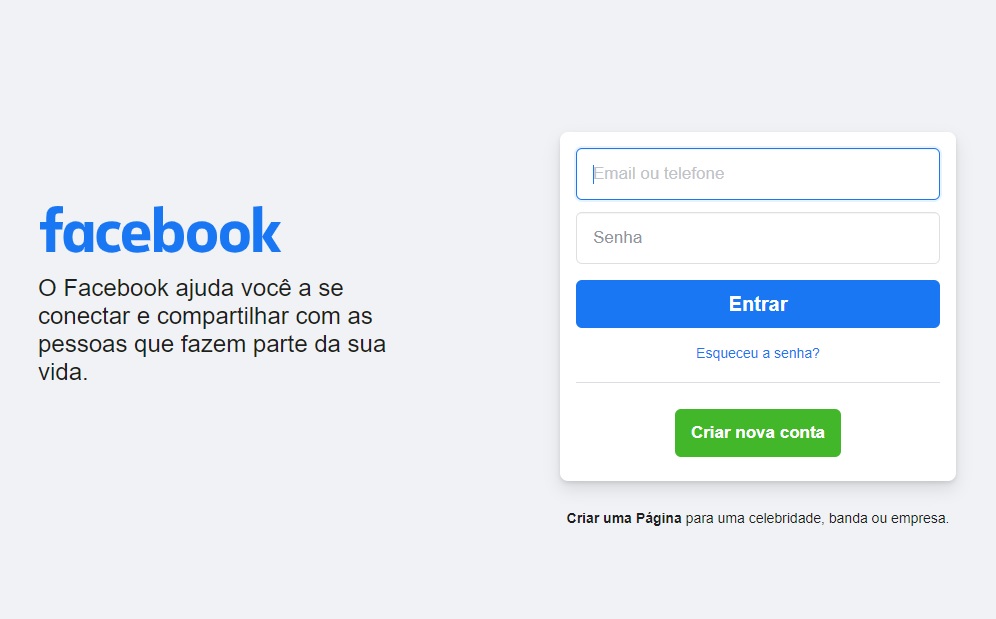 facebook
O Facebook ajuda você a se
conectar e compartilhar com as
pessoas que fazem parte da sua
vida.
Email ou telefone
Senha
Entrar
Esqueceu a senha?
Criar nova conta
Criar uma Página para uma celebridade, banda ou empresa.